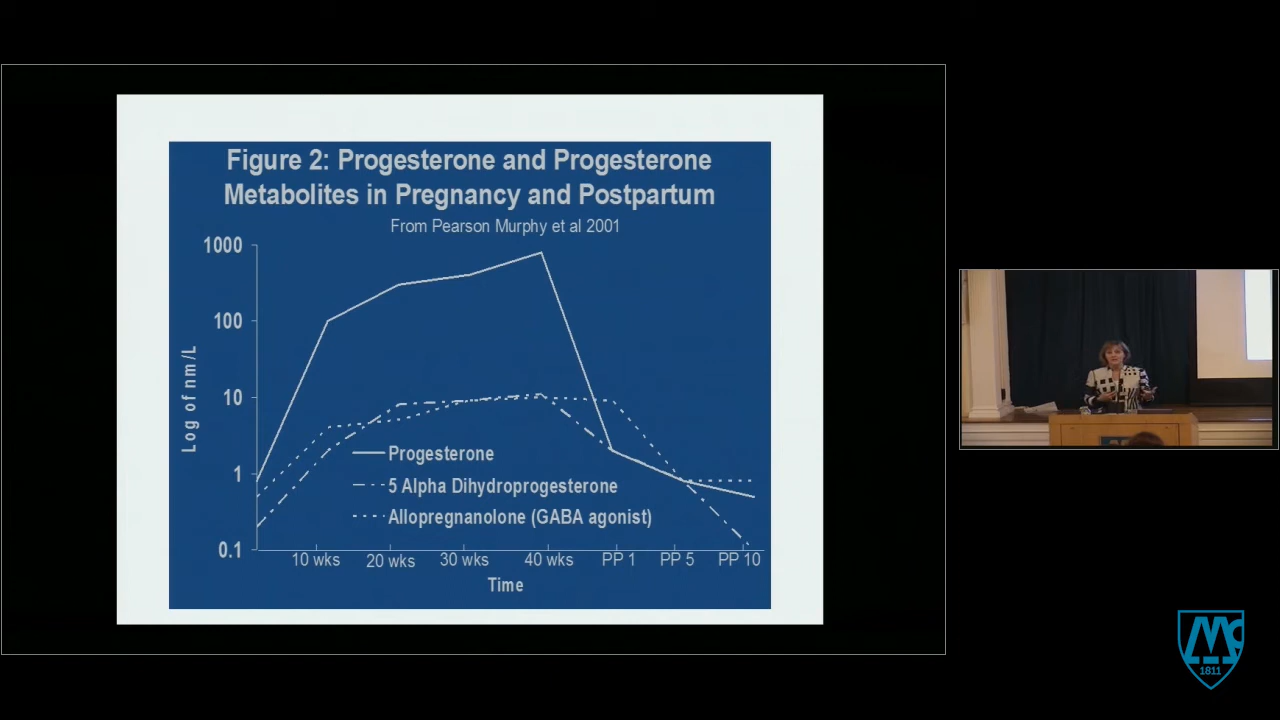 Figure 2: Progesterone and Progesterone
Metabolites in Pregnancy and Postpartum
From Pearson Murphy et al 2001
1000
100
10
1
0.1
Log of nm/L
Progesterone
5 Alpha Dihydroprogesterone
Allopregnanolone (GABA agonist)
10 wks 20 wks 30 wks 40 wks PP 1 PP 5 PP 10
Time
Mc
1811